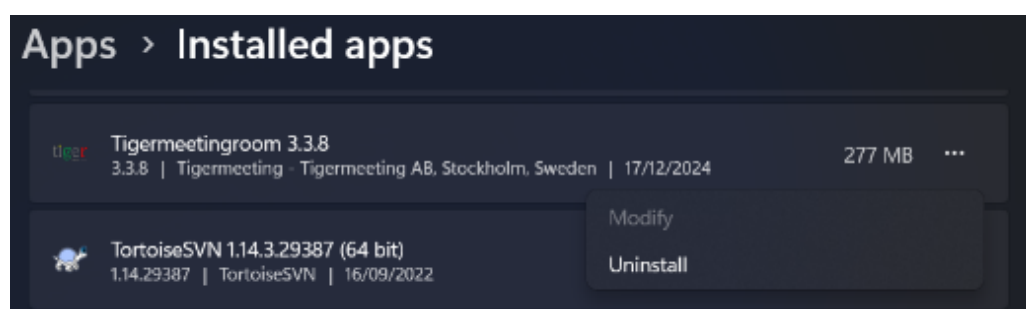 Apps > Installed apps
tiger
Tigermeetingroom 3.3.8
3.3.8 | Tigermeeting - Tigermeeting AB, Stockholm, Sweden | 17/12/2024
277 MB ...
Modify
Uninstall
TortoiseSVN 1.14.3.29387 (64 bit)
1.14.29387 | TortoiseSVN | 16/09/2022